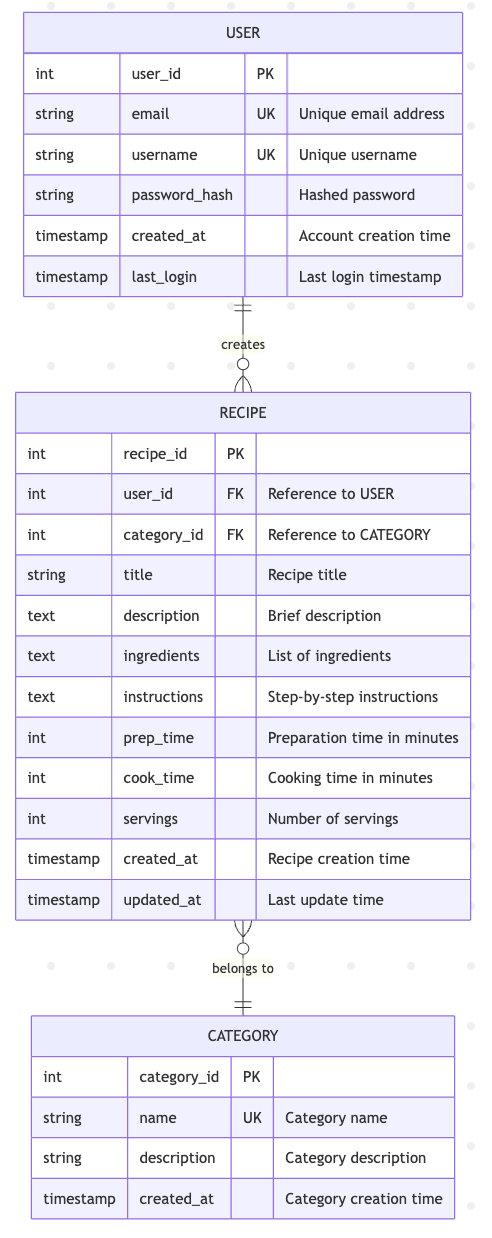 USER
int user_id PK
string email UK Unique email address
string username UK Unique username
string password_hash Hashed password
timestamp created_at Account creation time
timestamp last_login Last login timestamp
creates
RECIPE
int recipe_id PK
int user_id FK Reference to USER
int category_id FK Reference to CATEGORY
string title Recipe title
text description Brief description
text ingredients List of ingredients
text instructions Step-by-step instructions
int prep_time Preparation time in minutes
int cook_time Cooking time in minutes
int servings Number of servings
timestamp created_at Recipe creation time
timestamp updated_at Last update time
belongs to
CATEGORY
int category_id PK
string name UK Category name
string description Category description
timestamp created_at Category creation time